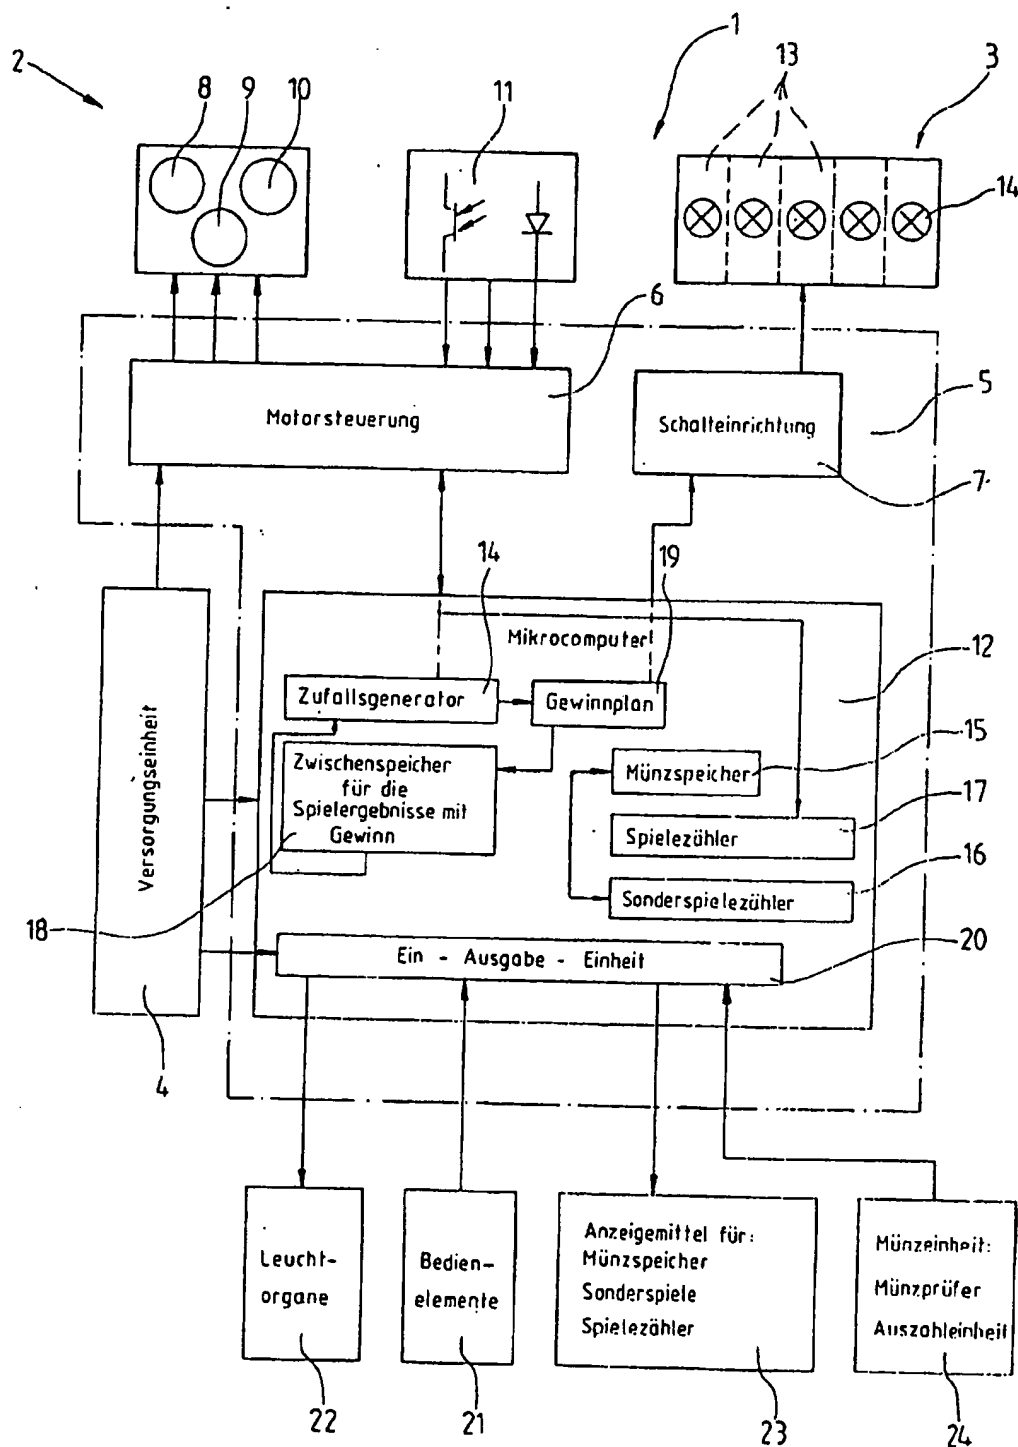 1
2
13
3
8
9
10
11
14
6
5
Motorsteuerung
Schalteinrichtung
7
14
19
Mikrocomputer
12
Zufallsgenerator
Gewinnplan
15
Zwischenspeicher
für die
Spielergebnisse mit
Gewinn
Münzspeicher
17
Spielezähler
16
Sonderspielezähler
18
Versorgungseinheit
Ein - Ausgabe - Einheit
20
4
Leucht-
organe
Bedien-
elemente
Anzeigemittel für:
Münzspeicher
Sonderspiele
Spielezähler
Münzeinheit:
Münzprüfer
Auszahleinheit
22
21
23
24